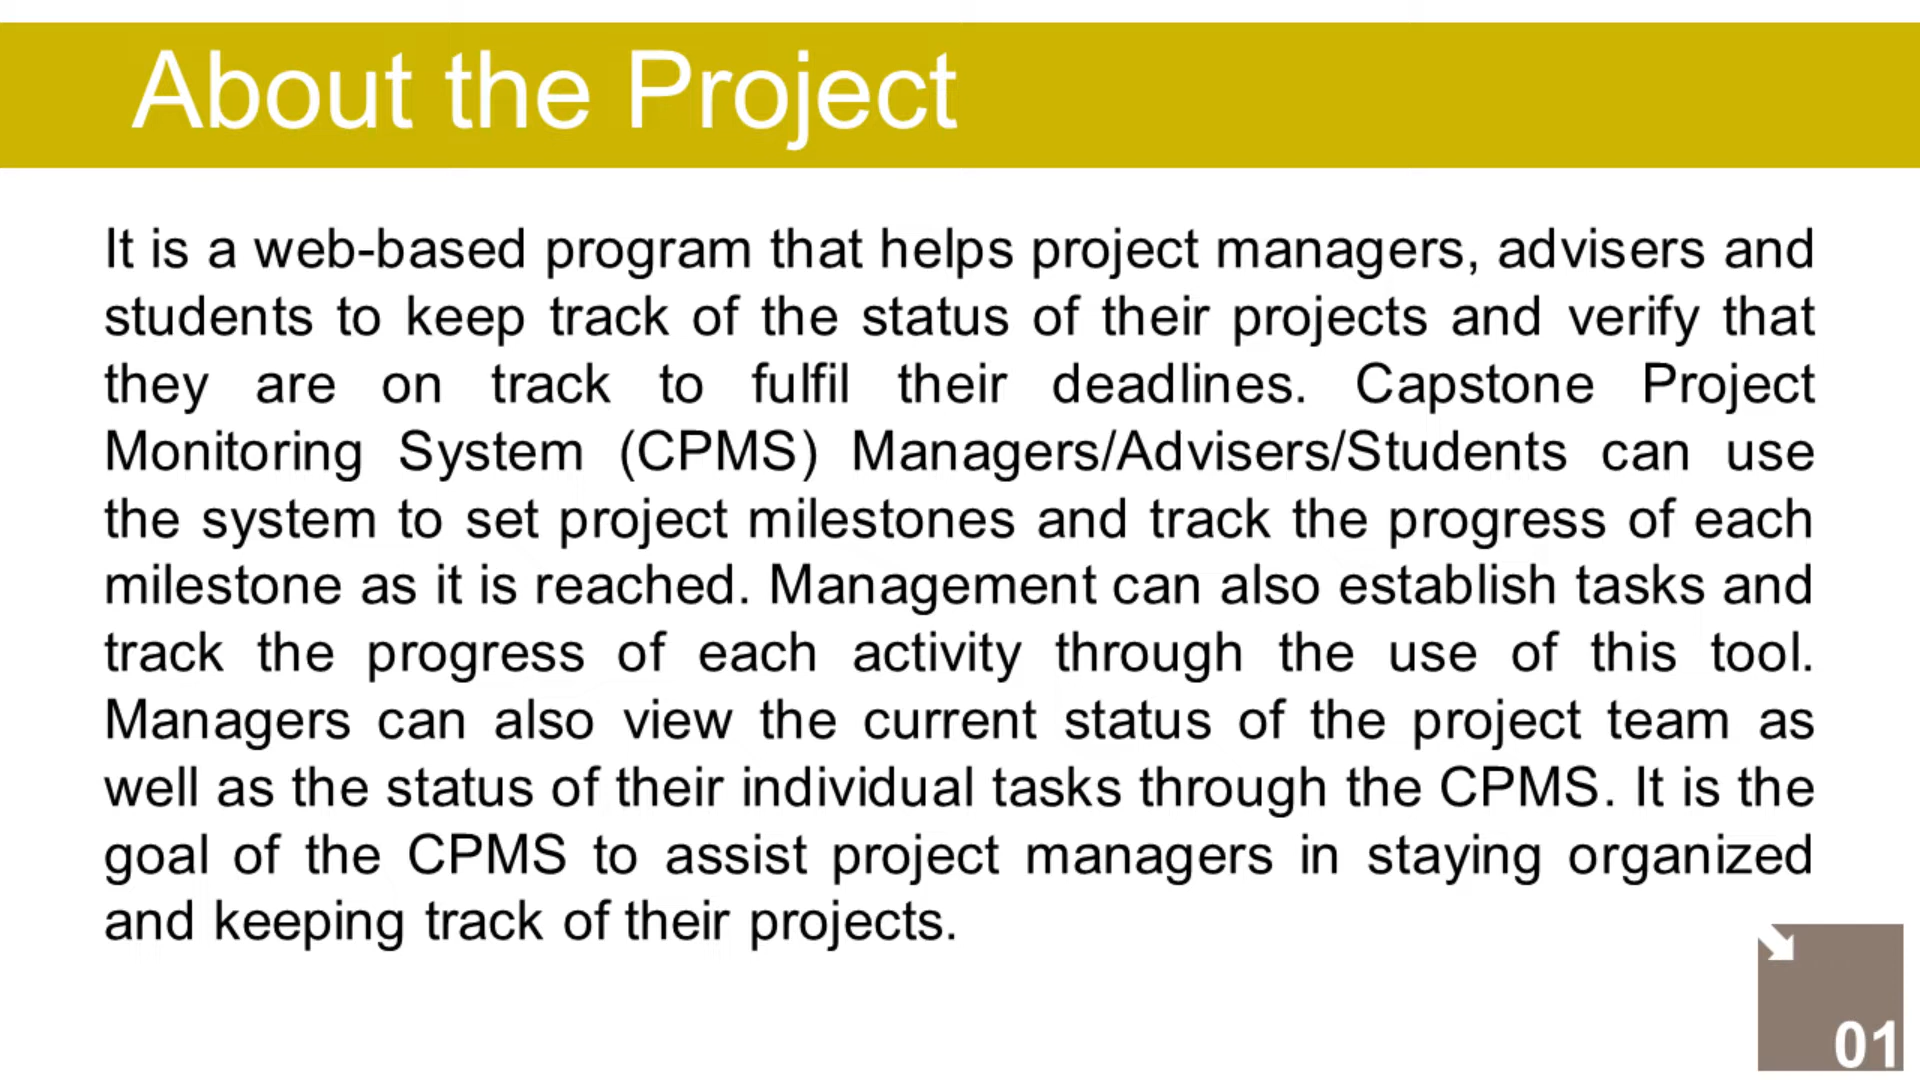 About the Project
It is a web-based program that helps project managers, advisers and
students to keep track of the status of their projects and verify that
they are on track to fulfil their deadlines. Capstone Project
Monitoring System (CPMS) Managers/Advisers/Students can use
the system to set project milestones and track the progress of each
milestone as it is reached. Management can also establish tasks and
track the progress of each activity through the use of this tool.
Managers can also view the current status of the project team as
well as the status of their individual tasks through the CPMS. It is the
goal of the CPMS to assist project managers in staying organized
and keeping track of their projects.
01